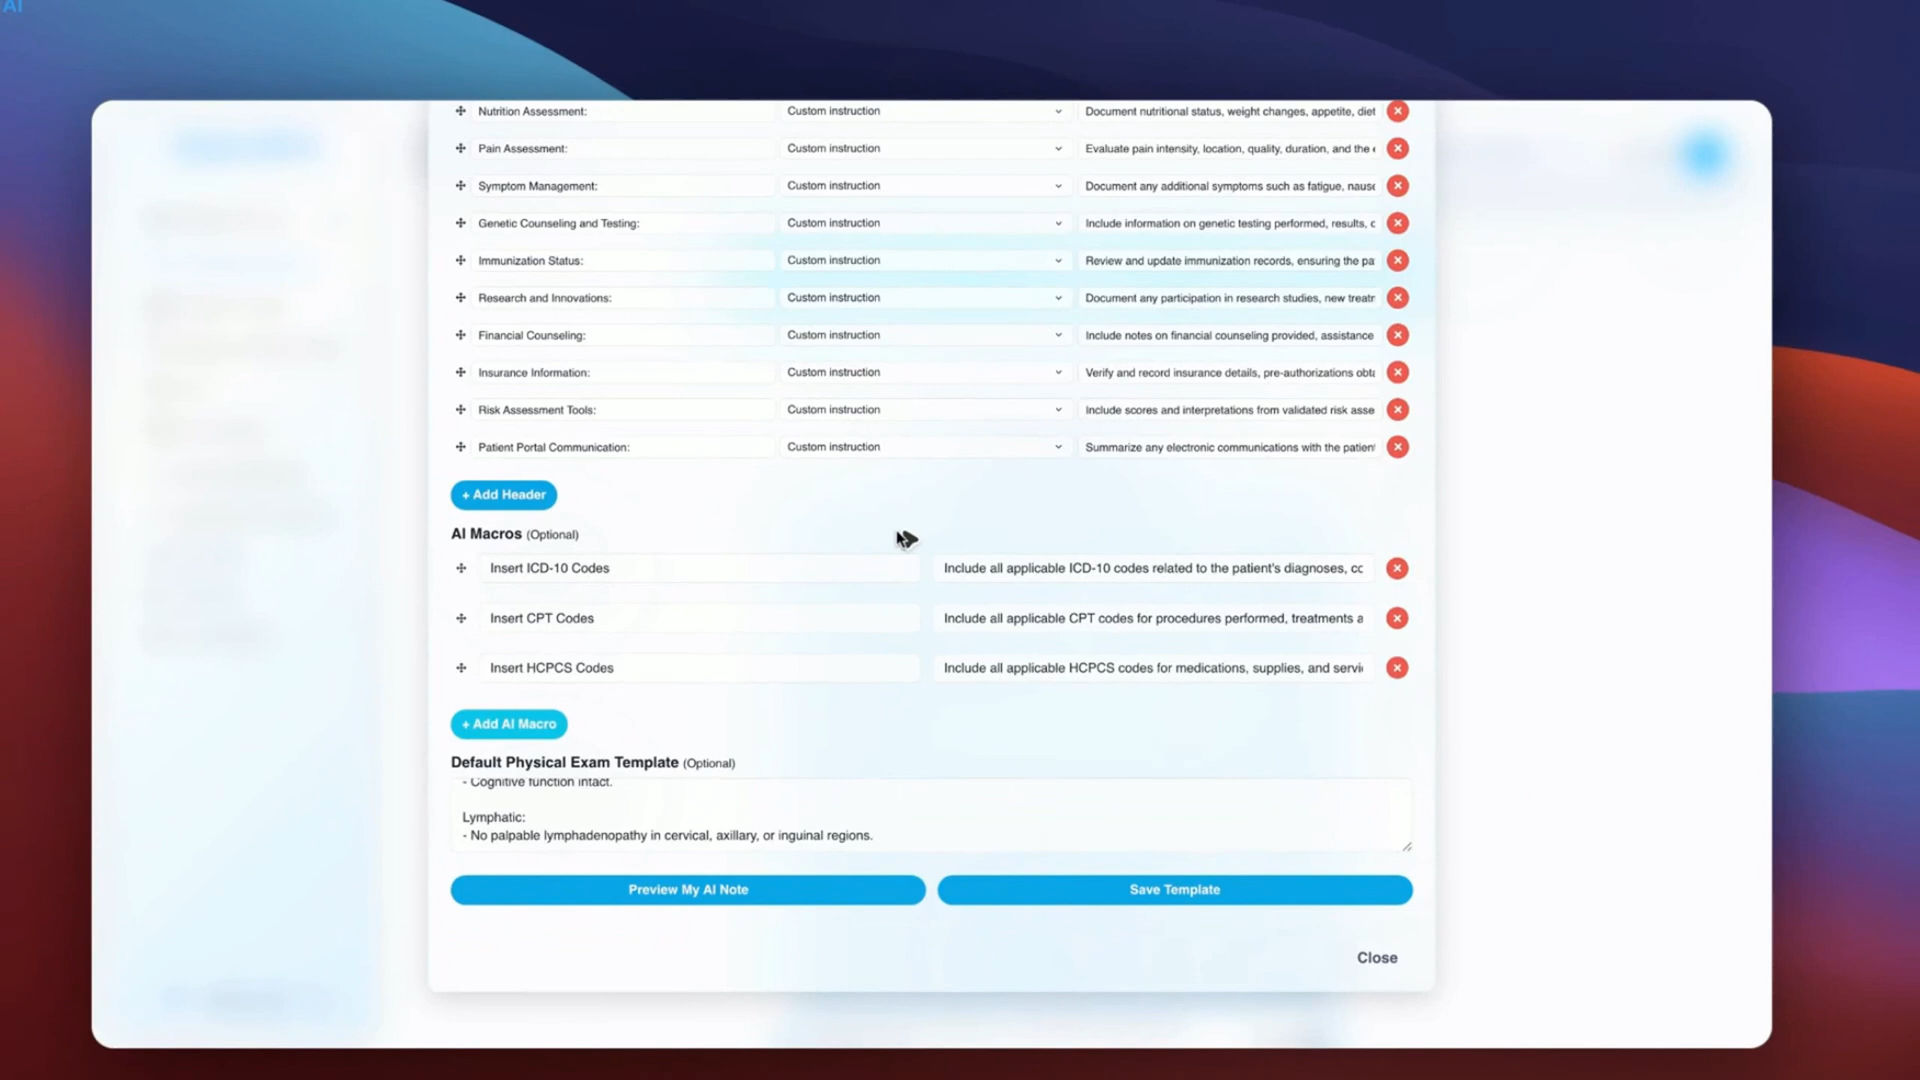 AI
Nutrition Assessment: Custom instruction Document nutritional status, weight changes, appetite, diet
Pain Assessment: Custom instruction Evaluate pain intensity, location, quality, duration, and the
Symptom Management: Custom instruction Document any additional symptoms such as fatigue, nause
Genetic Counseling and Testing: Custom instruction Include information on genetic testing performed, results, c
Immunization Status: Custom instruction Review and update immunization records, ensuring the pa
Research and Innovations: Custom instruction Document any participation in research studies, new treatr
Financial Counseling: Custom instruction Include notes on financial counseling provided, assistance
Insurance Information: Custom instruction Verify and record insurance details, pre-authorizations obta
Risk Assessment Tools: Custom instruction Include scores and interpretations from validated risk asse
Patient Portal Communication: Custom instruction Summarize any electronic communications with the patient
+ Add Header
AI Macros (Optional)
Insert ICD-10 Codes Include all applicable ICD-10 codes related to the patient's diagnoses, cc
Insert CPT Codes Include all applicable CPT codes for procedures performed, treatments a
Insert HCPCS Codes Include all applicable HCPCS codes for medications, supplies, and servi
+ Add AI Macro
Default Physical Exam Template (Optional)
- Cognitive function intact.
Lymphatic:
- No palpable lymphadenopathy in cervical, axillary, or inguinal regions.
Preview My AI Note Save Template
Close